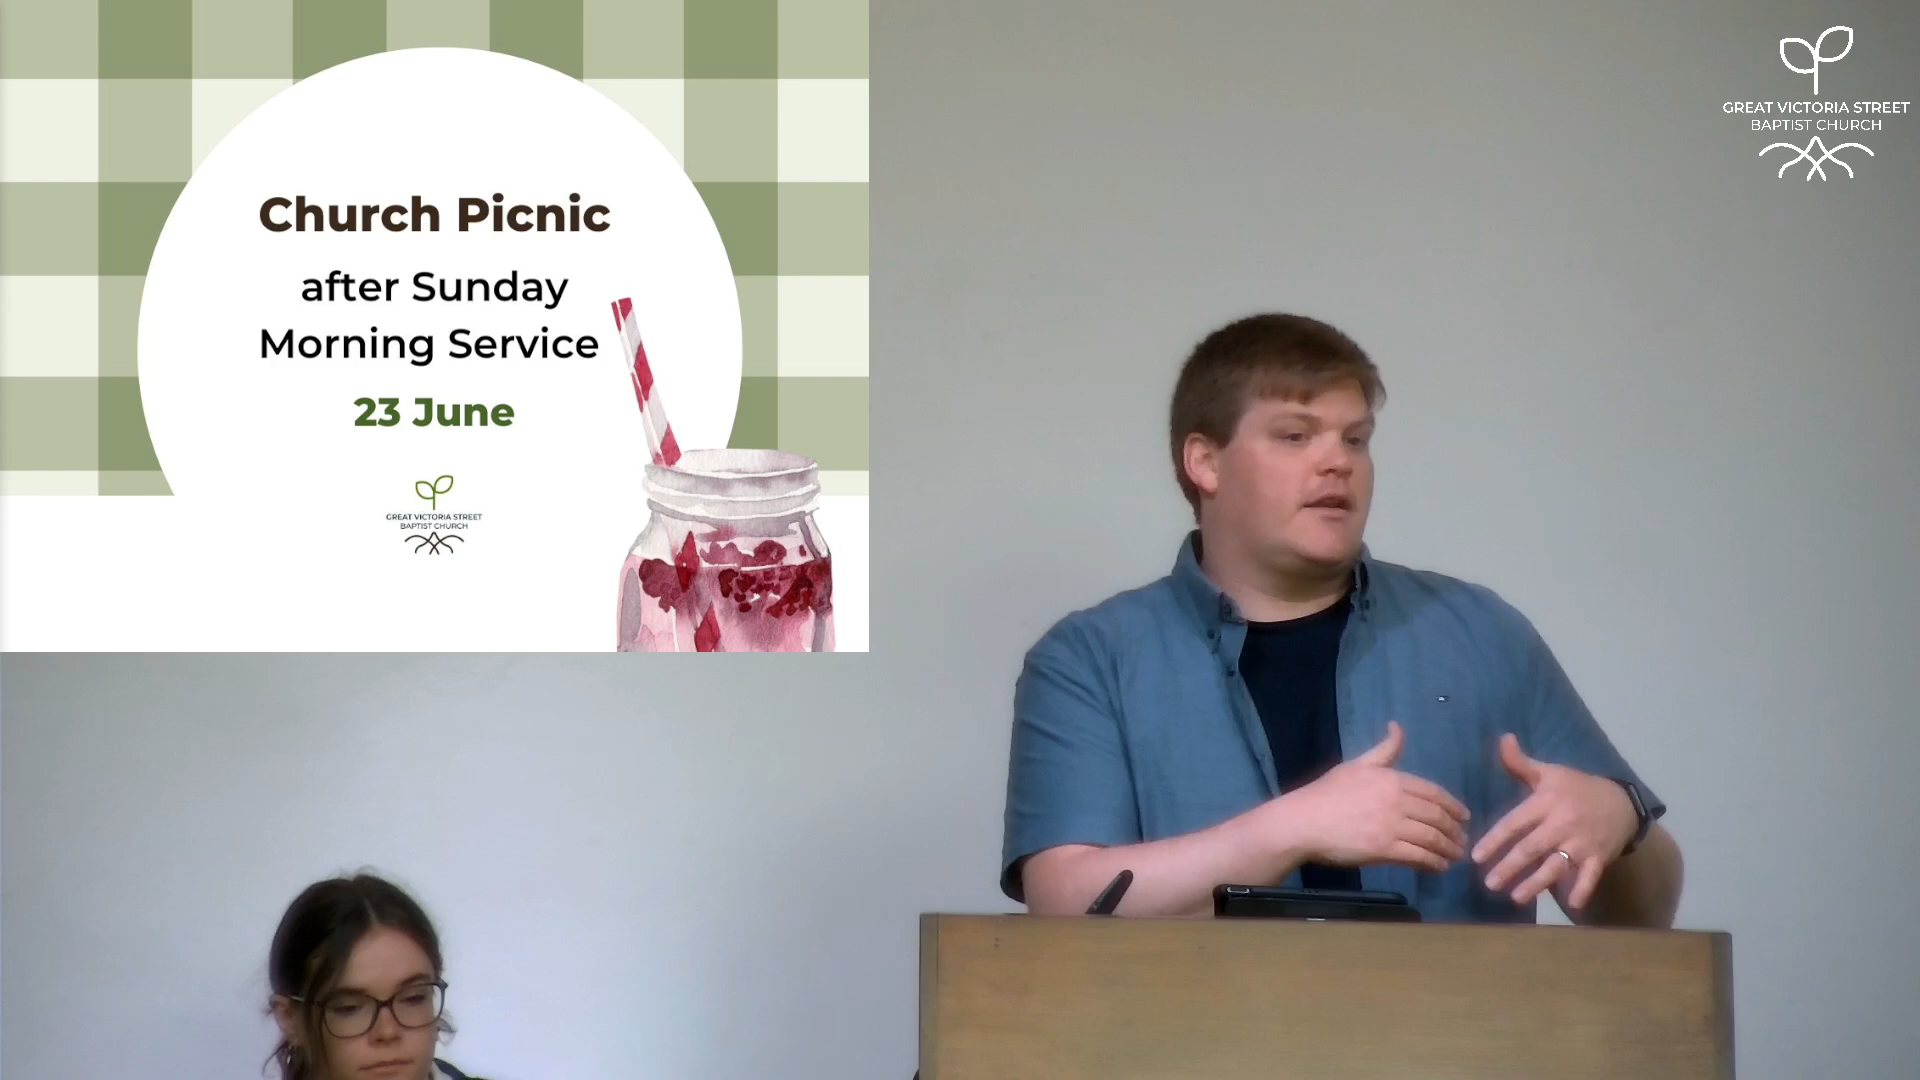 Church Picnic
after Sunday
Morning Service
23 June
GREAT VICTORIA STREET
BAPTIST CHURCH
GREAT VICTORIA STREET
BAPTIST CHURCH